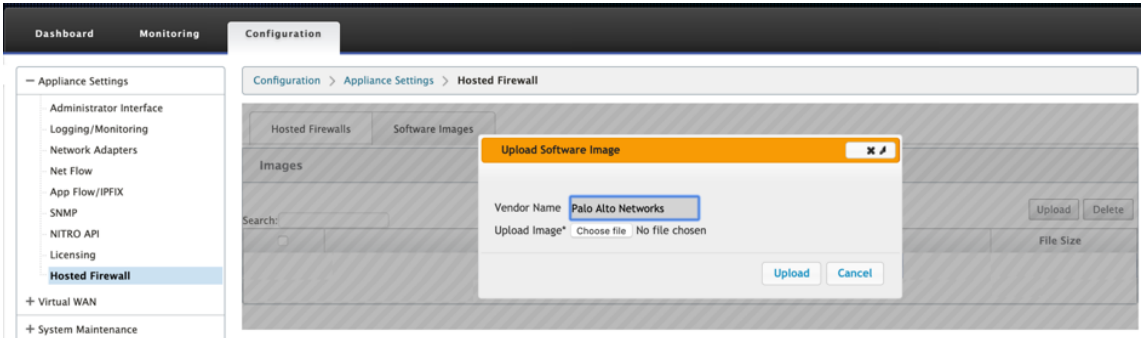 Dashboard Monitoring Configuration
— Appliance Settings
Configuration > Appliance Settings > Hosted Firewall
Administrator Interface
Logging/Monitoring
Network Adapters
Net Flow
App Flow/IPFIX
SNMP
NITRO API
Licensing
Hosted Firewall
+ Virtual WAN
+ System Maintenance
Hosted Firewalls Software Images
Images
Search:
Upload Delete
File Size
Upload Software Image
Vendor Name Palo Alto Networks
Upload Image* Choose file No file chosen
Upload Cancel